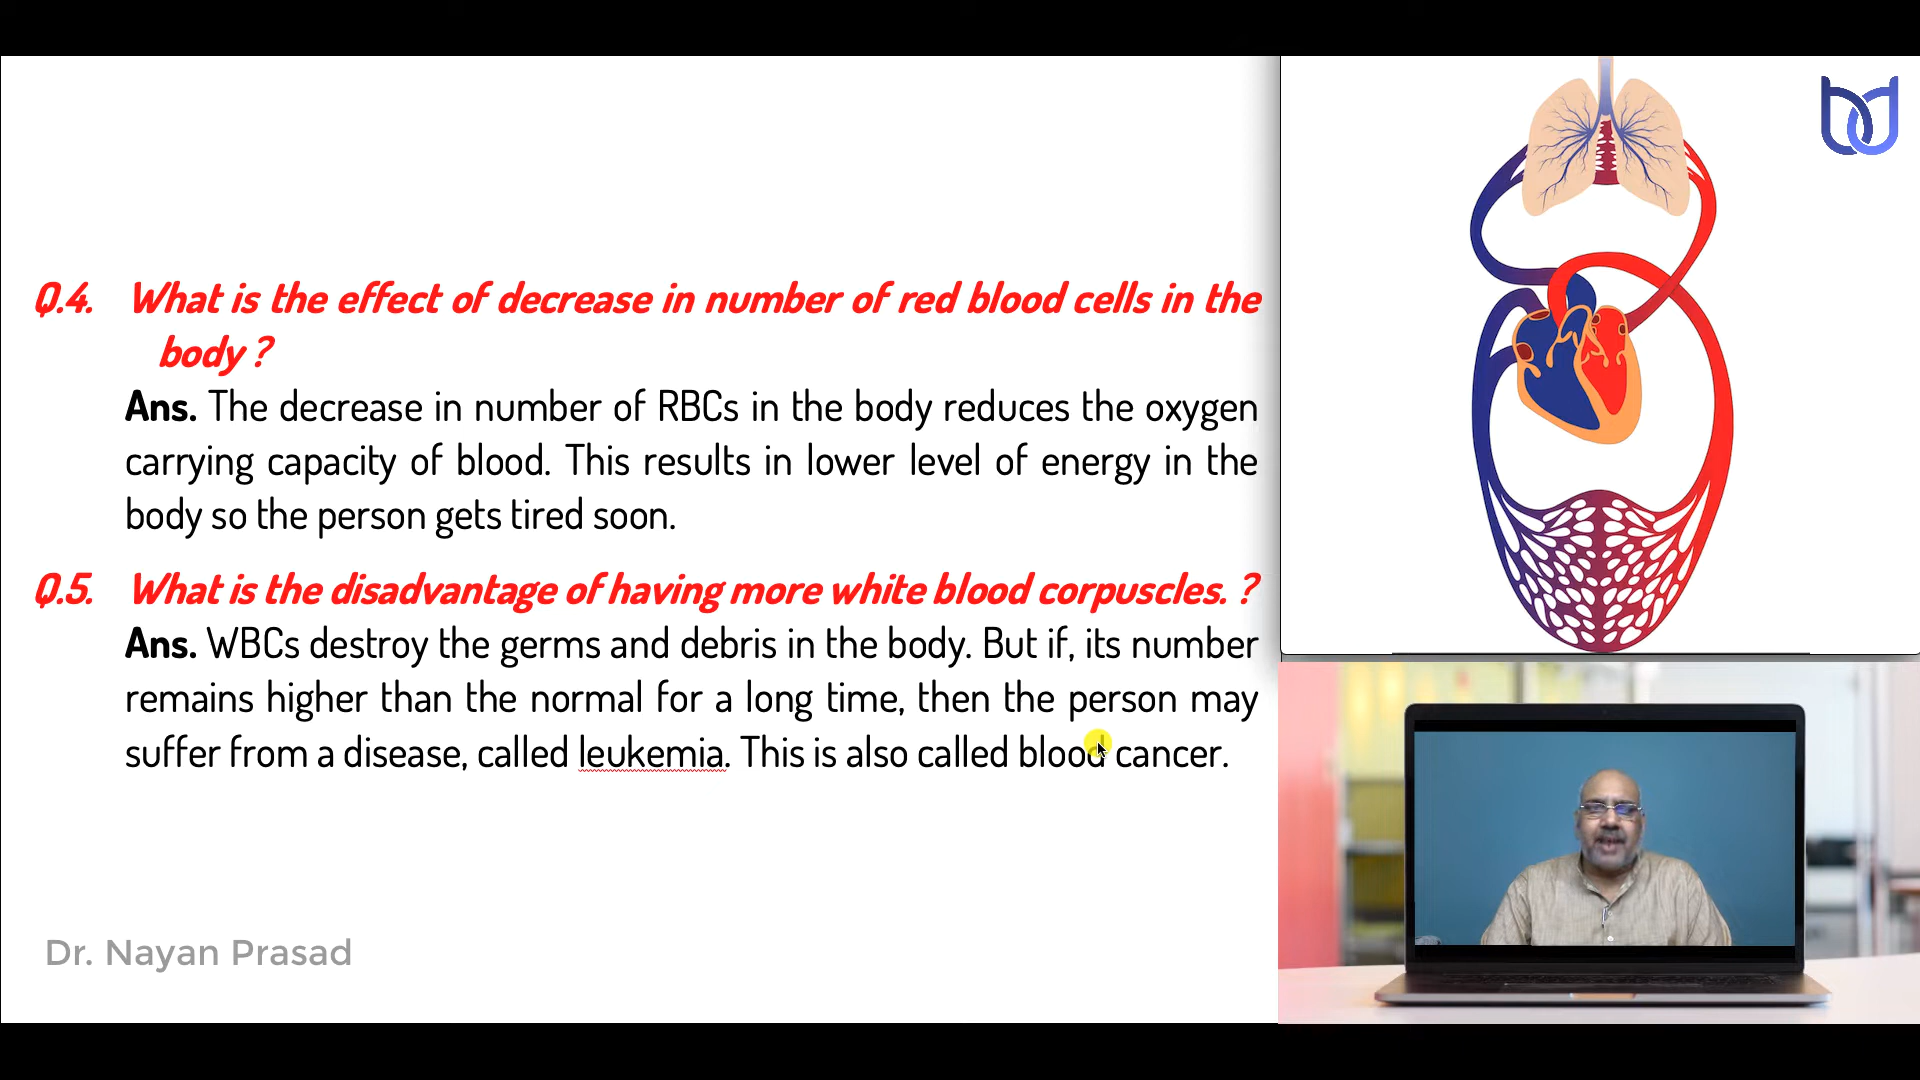 Q.4. What is the effect of decrease in number of red blood cells in the
body ?
Ans. The decrease in number of RBCs in the body reduces the oxygen
carrying capacity of blood. This results in lower level of energy in the
body so the person gets tired soon.
Q.5. What is the disadvantage of having more white blood corpuscles. ?
Ans. WBCs destroy the germs and debris in the body. But if, its number
remains higher than the normal for a long time, then the person may
suffer from a disease, called leukemia. This is also called blood cancer.
Dr. Nayan Prasad